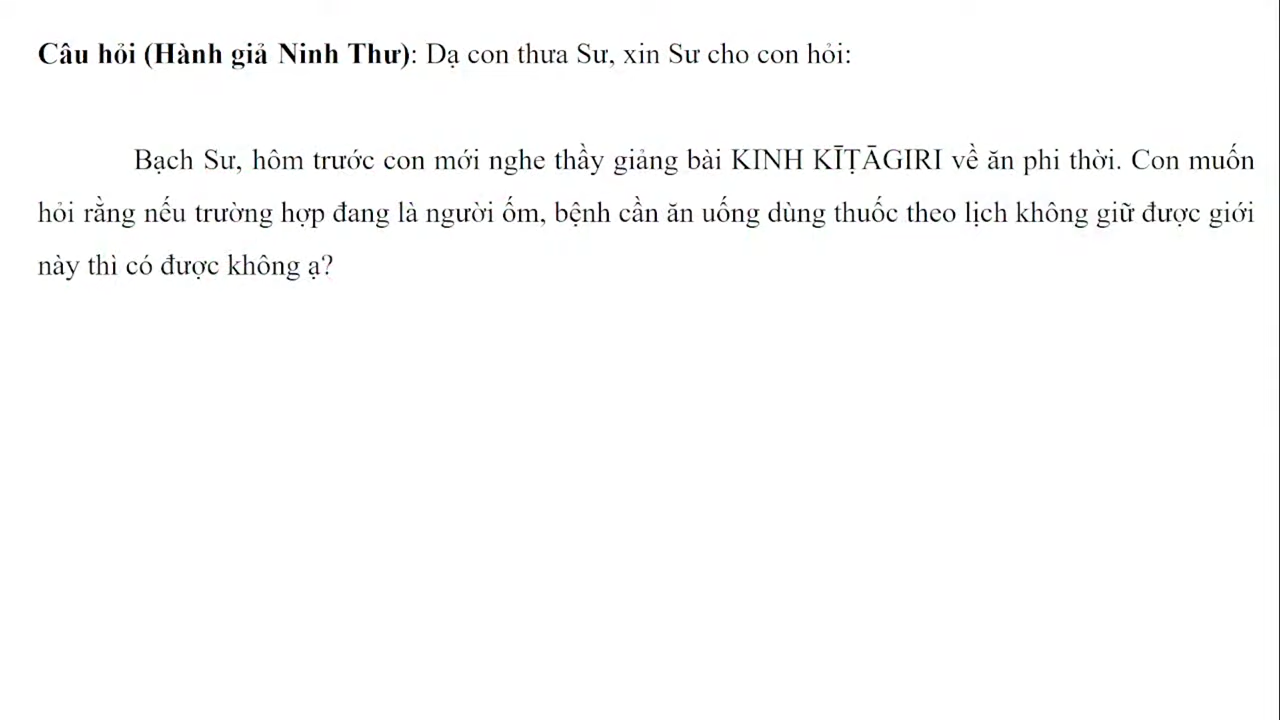 Câu hỏi (Hành giả Ninh Thư): Dạ con thưa Sư, xin Sư cho con hỏi:
Bạch Sư, hôm trước con mới nghe thầy giảng bài KINH KĪṬĀGIRI về ăn phi thời. Con muốn
hỏi rằng nếu trường hợp đang là người ốm, bệnh cần ăn uống dùng thuốc theo lịch không giữ được giới
này thì có được không ạ?